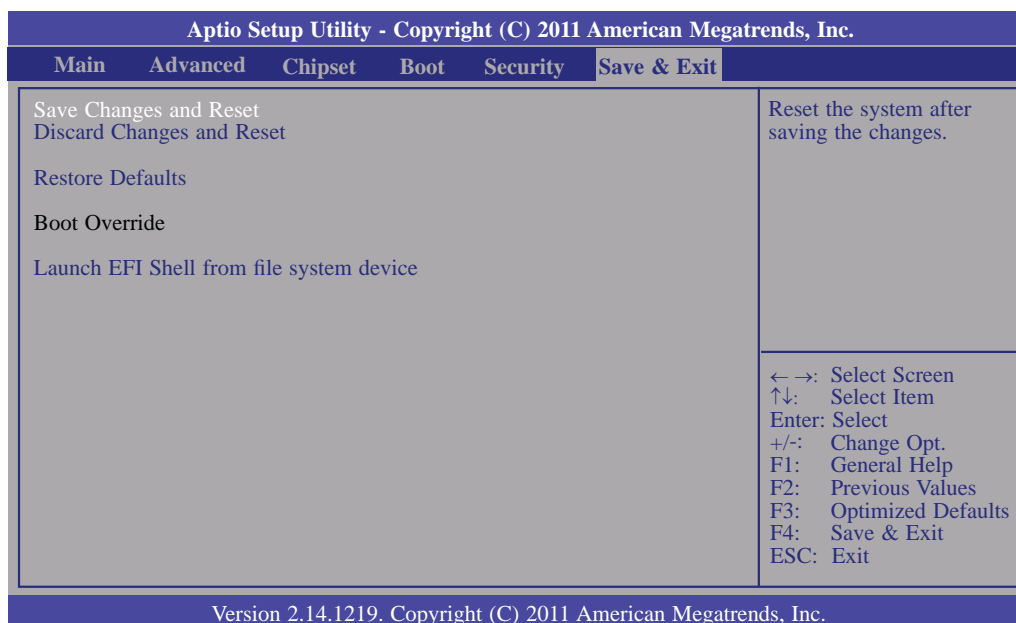 Aptio Setup Utility - Copyright (C) 2011 American Megatrends, Inc.
Main Advanced Chipset Boot Security Save & Exit
Save Changes and Reset
Discard Changes and Reset
Restore Defaults
Boot Override
Launch EFI Shell from file system device
Reset the system after
saving the changes.
← →: Select Screen
↑↓: Select Item
Enter: Select
+/-: Change Opt.
F1: General Help
F2: Previous Values
F3: Optimized Defaults
F4: Save & Exit
ESC: Exit
Version 2.14.1219. Copyright (C) 2011 American Megatrends, Inc.